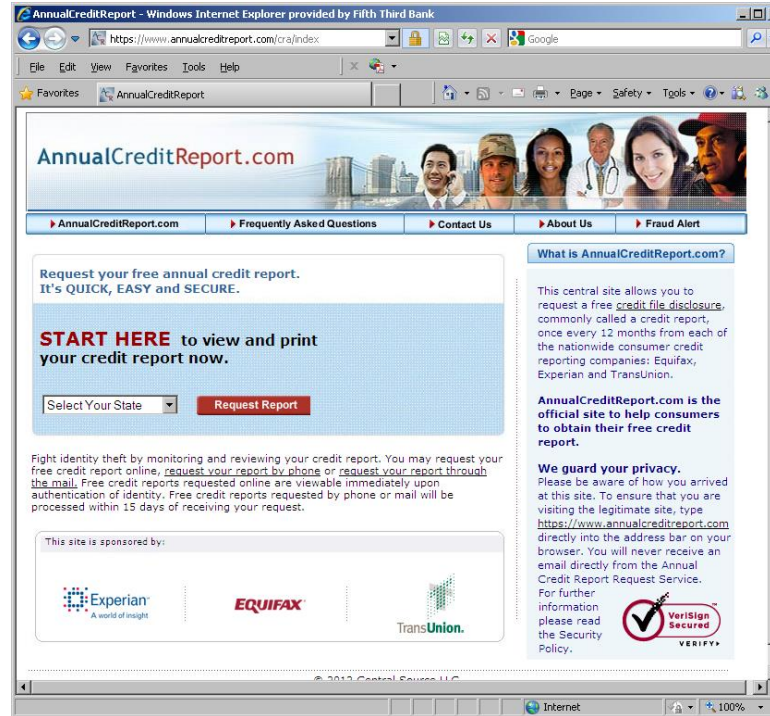 AnnualCreditReport - Windows Internet Explorer provided by Fifth Third Bank
https://www.annualcreditreport.com/cra/index
Google
File Edit View Favorites Tools Help
Favorites
AnnualCreditReport
Page Safety Tools
AnnualCreditReport.com
AnnualCreditReport.com
Frequently Asked Questions
Contact Us
About Us
Fraud Alert
Request your free annual credit report.
It's QUICK, EASY and SECURE.
START HERE to view and print
your credit report now.
Select Your State
Request Report
Fight identity theft by monitoring and reviewing your credit report. You may request your
free credit report online, request your report by phone or request your report through
the mail. Free credit reports requested online are viewable immediately upon
authentication of identity. Free credit reports requested by phone or mail will be
processed within 15 days of receiving your request.
This site is sponsored by:
Experian
A world of insight
EQUIFAX
TransUnion.
What is AnnualCreditReport.com?
This central site allows you to
request a free credit file disclosure,
commonly called a credit report,
once every 12 months from each of
the nationwide consumer credit
reporting companies: Equifax,
Experian and TransUnion.
AnnualCreditReport.com is the
official site to help consumers
to obtain their free credit
report.
We guard your privacy.
Please be aware of how you arrived
at this site. To ensure that you are
visiting the legitimate site, type
https://www.annualcreditreport.com
directly into the address bar on your
browser. You will never receive an
email directly from the Annual
Credit Report Request Service.
For further
information
please read
the Security
Policy.
VeriSign
Secured
VERIFY
© 2012 Central Source LLC
Internet
100%